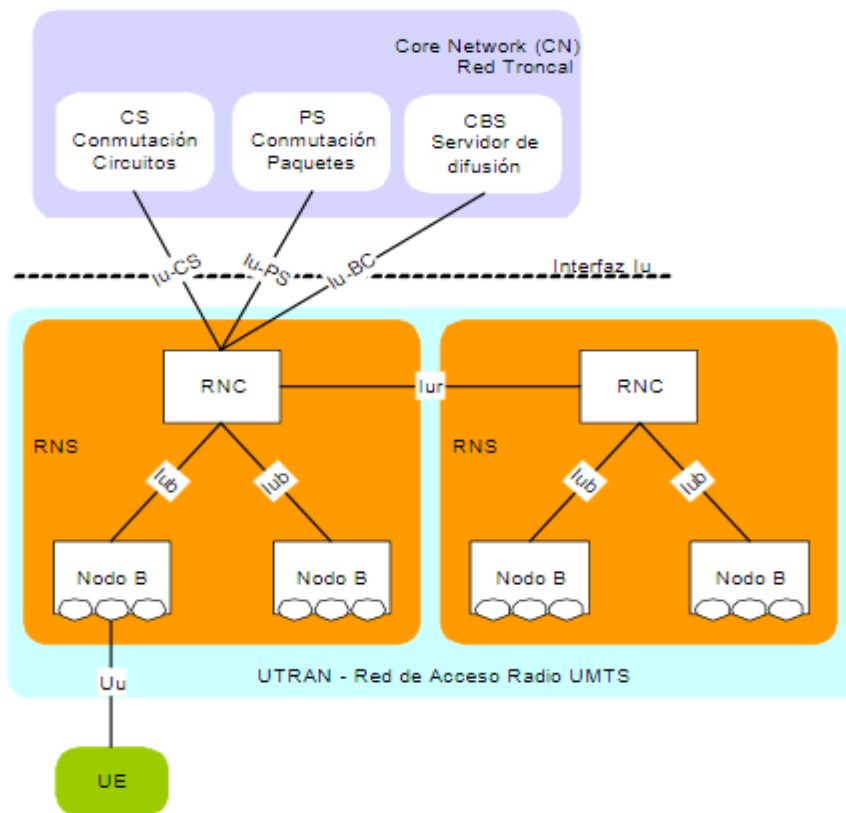 Core Network (CN)
Red Troncal
CS
Conmutación
Circuitos
PS
Conmutación
Paquetes
CBS
Servidor de
difusión
Iu-CS
Iu-PS
Iu-BC
Interfaz Iu
RNC
Iur
RNC
RNS
RNS
Iub
Iub
Iub
Iub
Nodo B
Nodo B
Nodo B
Nodo B
UTRAN - Red de Acceso Radio UMTS
Uu
UE